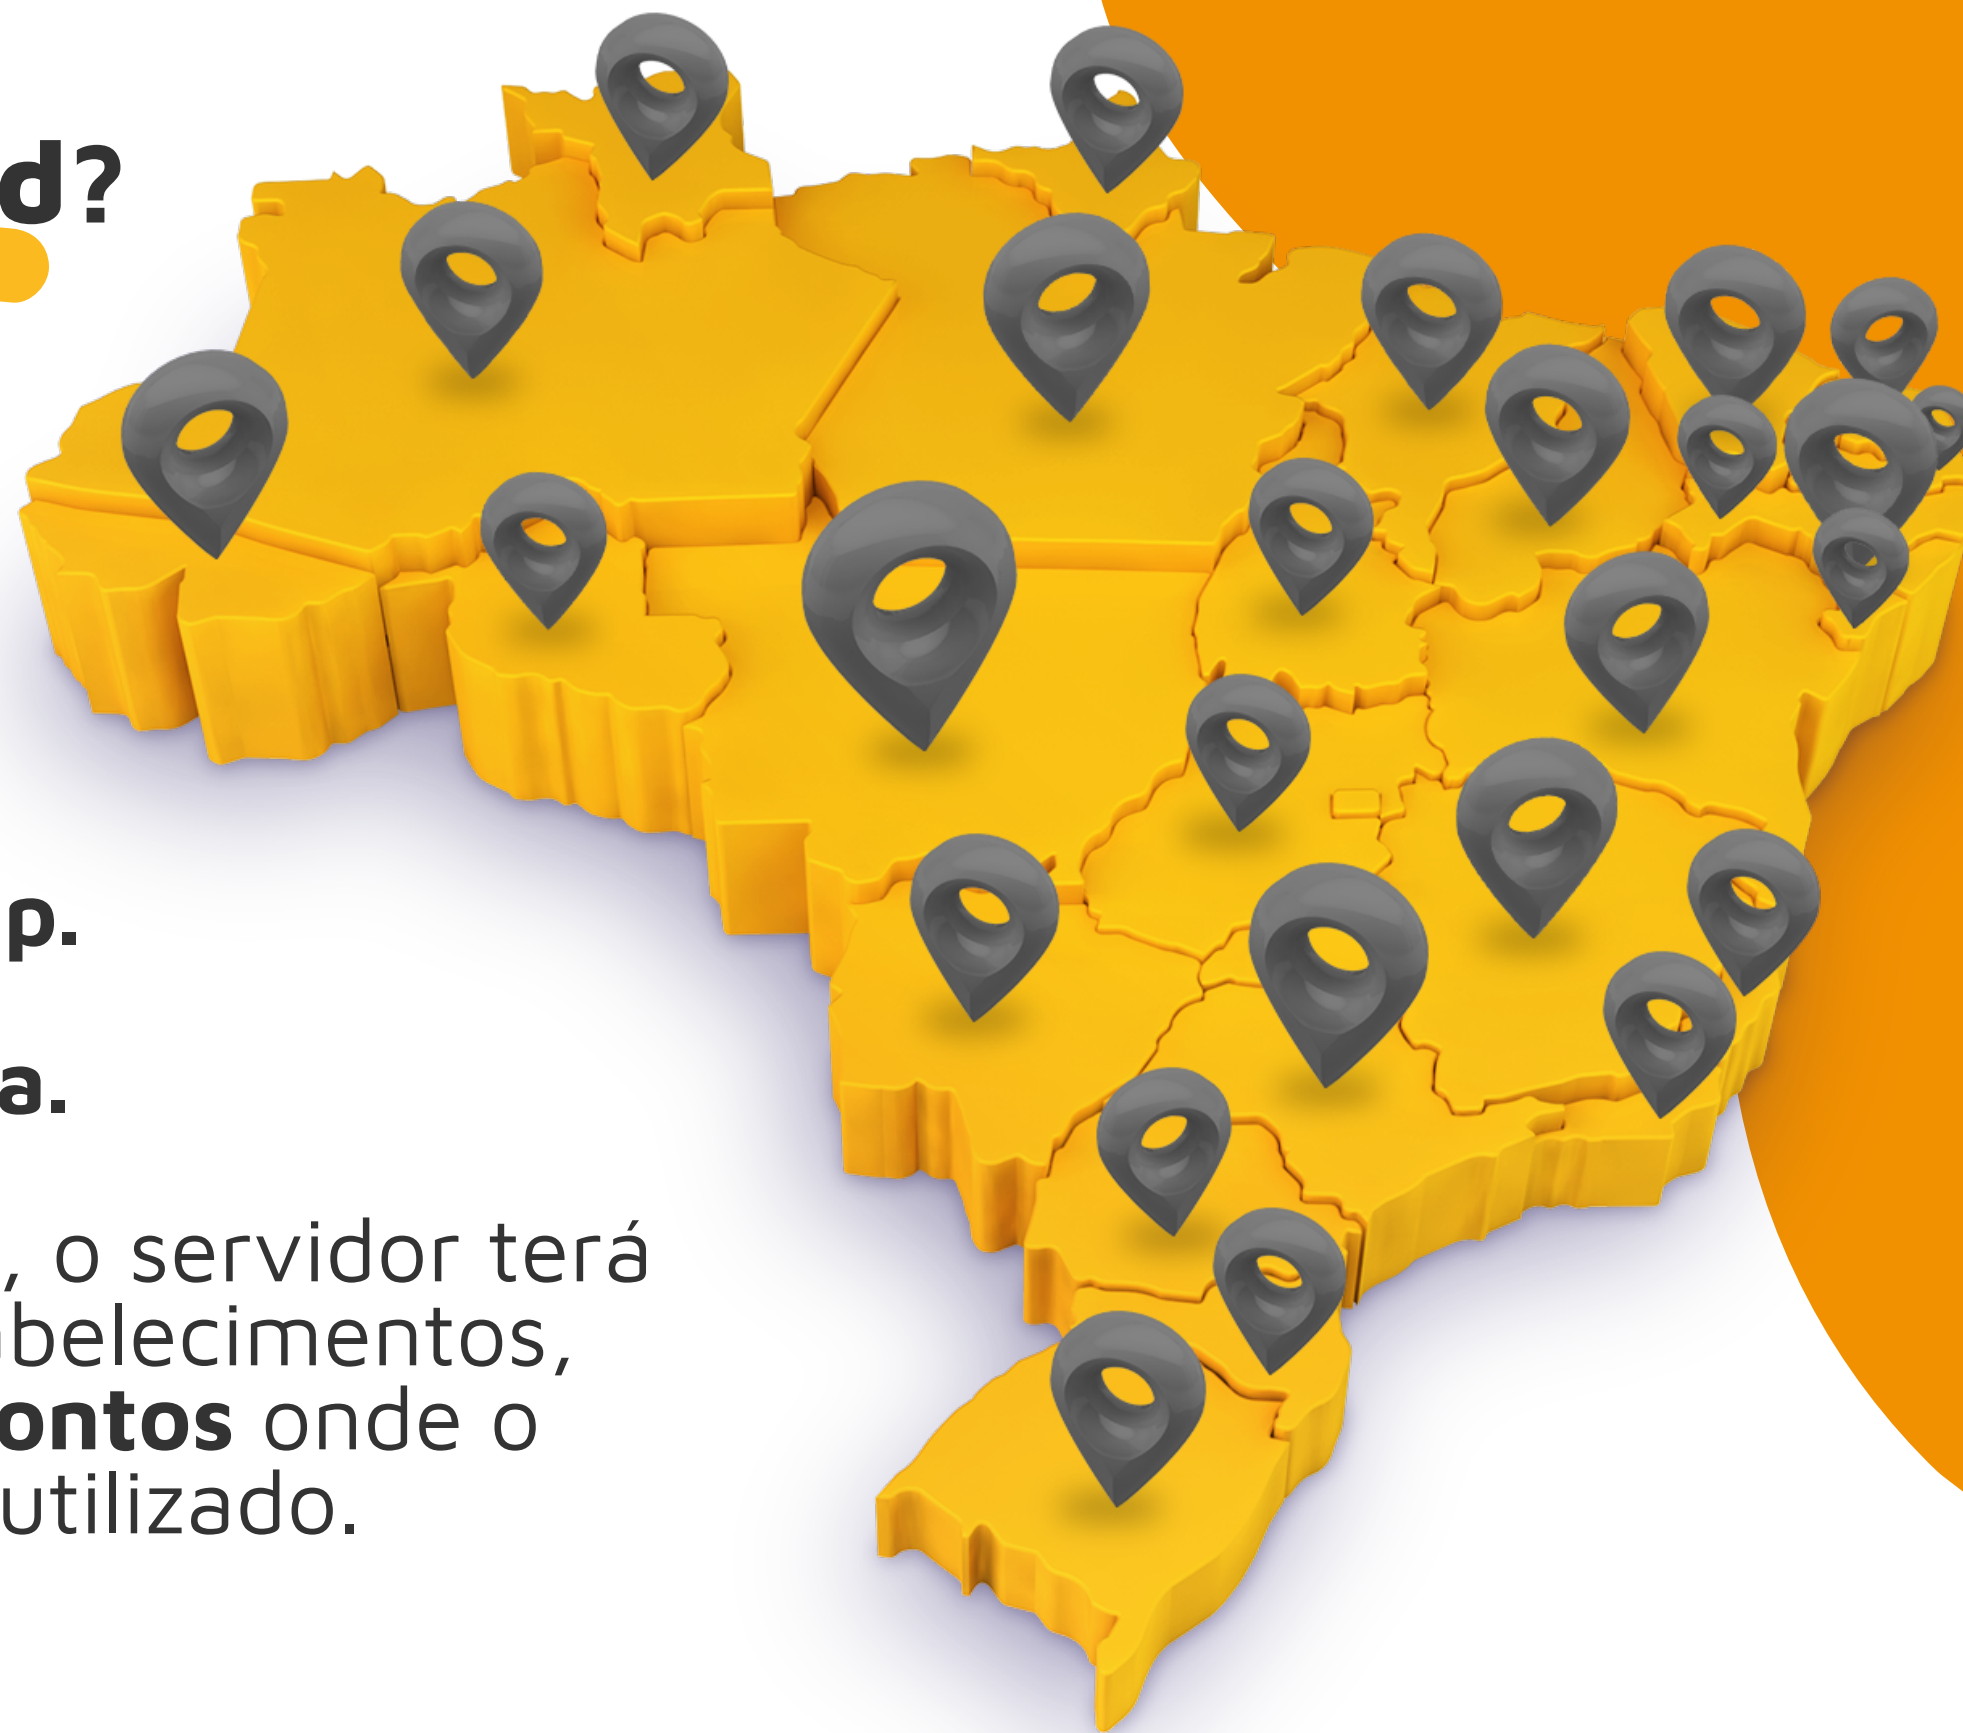 d?
p.
a.
, o servidor terá
belecimentos,
ontos onde o
utilizado.